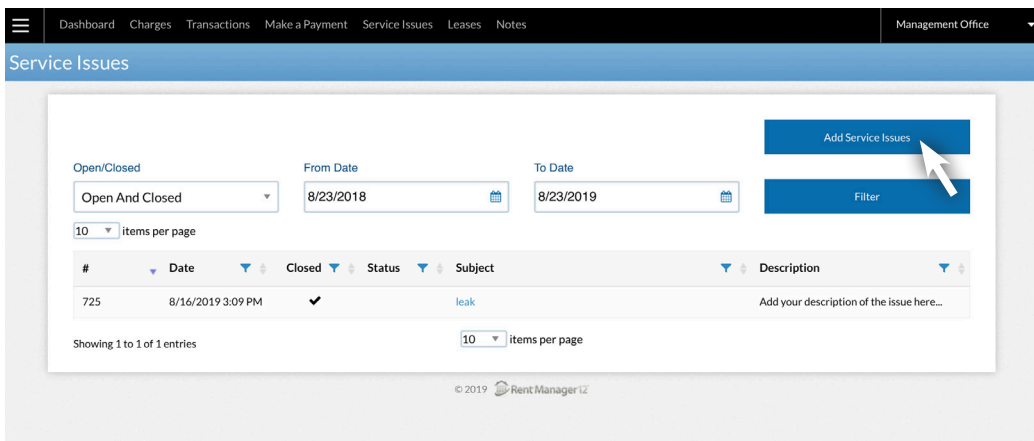 Dashboard Charges Transactions Make a Payment Service Issues Leases Notes Management Office
Service Issues
Add Service Issues
Open/Closed From Date To Date
Open And Closed 8/23/2018 8/23/2019 Filter
10 items per page
# Date Closed Status Subject Description
725 8/16/2019 3:09 PM leak Add your description of the issue here...
Showing 1 to 1 of 1 entries 10 items per page
© 2019 Rent Manager 12